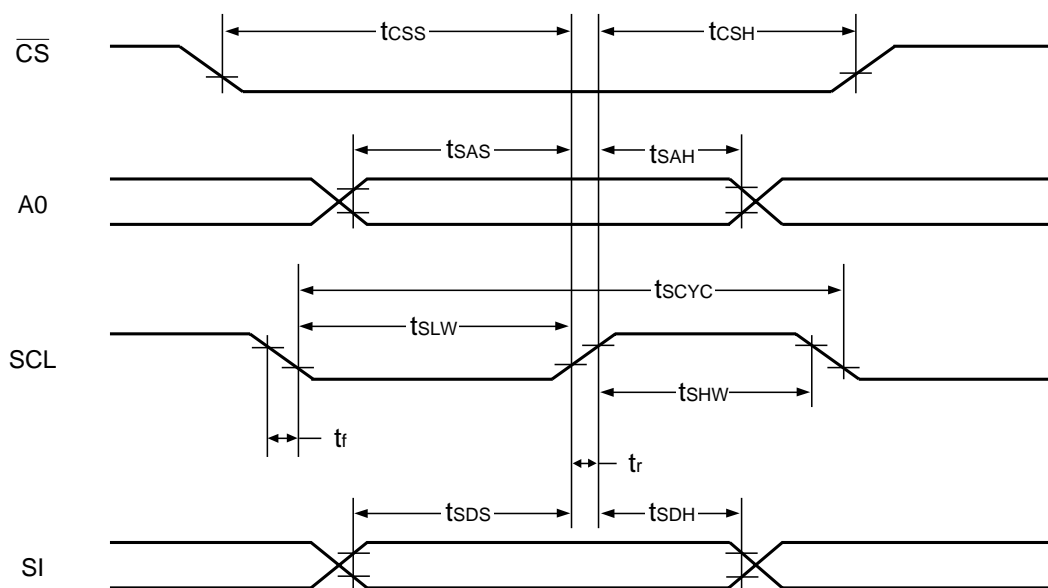 tCSS
tCSH
CS
tSAS
tSAH
A0
tSCYC
tSLW
SCL
tSHW
tf
tr
tSDS
tSDH
SI